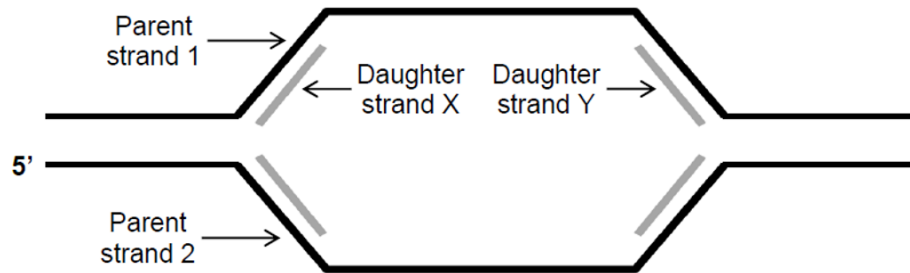 Parent
strand 1
Daughter
strand X
Daughter
strand Y
5’
Parent
strand 2